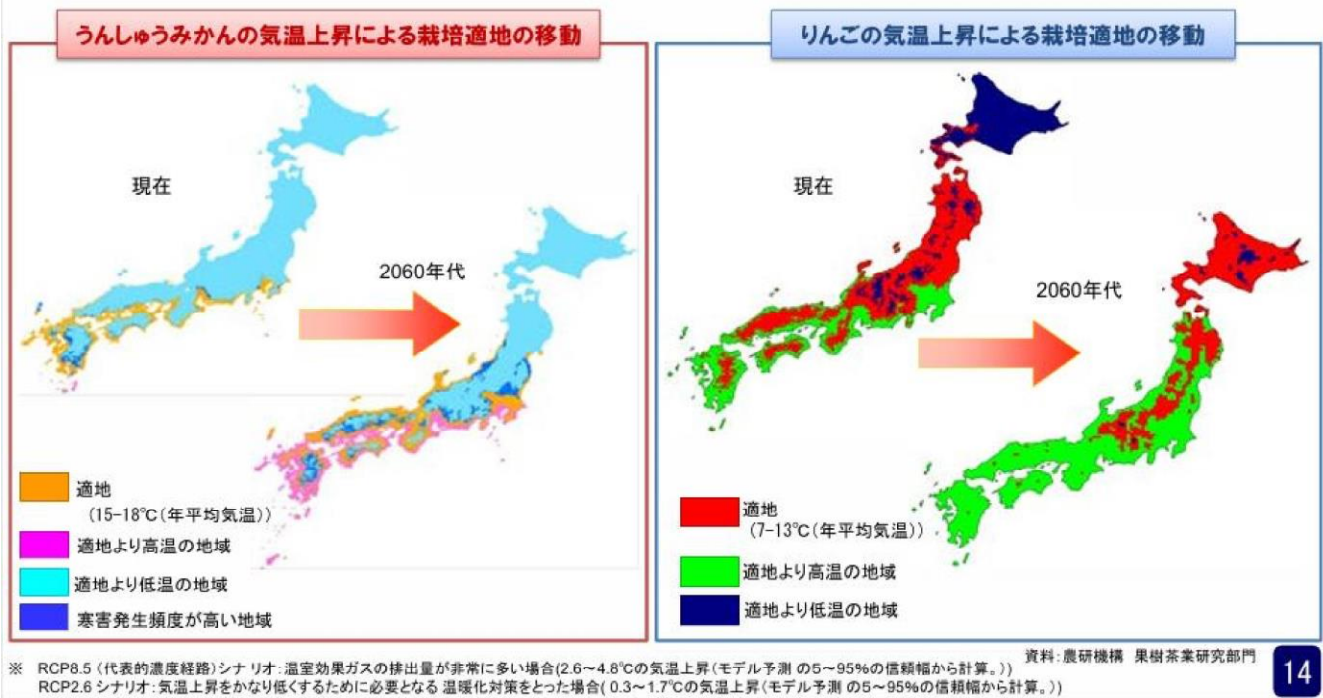 うんしゅうみかんの気温上昇による栽培適地の移動
現在
2060年代
適地
(15-18℃(年平均気温))
適地より高温の地域
適地より低温の地域
寒害発生頻度が高い地域
りんごの気温上昇による栽培適地の移動
現在
2060年代
適地
(7-13℃(年平均気温))
適地より高温の地域
適地より低温の地域
資料:農研機構 果樹茶業研究部門
※ RCP8.5 (代表的濃度経路)シナリオ:温室効果ガスの排出量が非常に多い場合(2.6~4.8℃の気温上昇(モデル予測 の5~95%の信頼幅から計算。))
RCP2.6 シナリオ:気温上昇をかなり低くするために必要となる 温暖化対策をとった場合( 0.3~1.7℃の気温上昇(モデル予測 の5~95%の信頼幅から計算。))
14